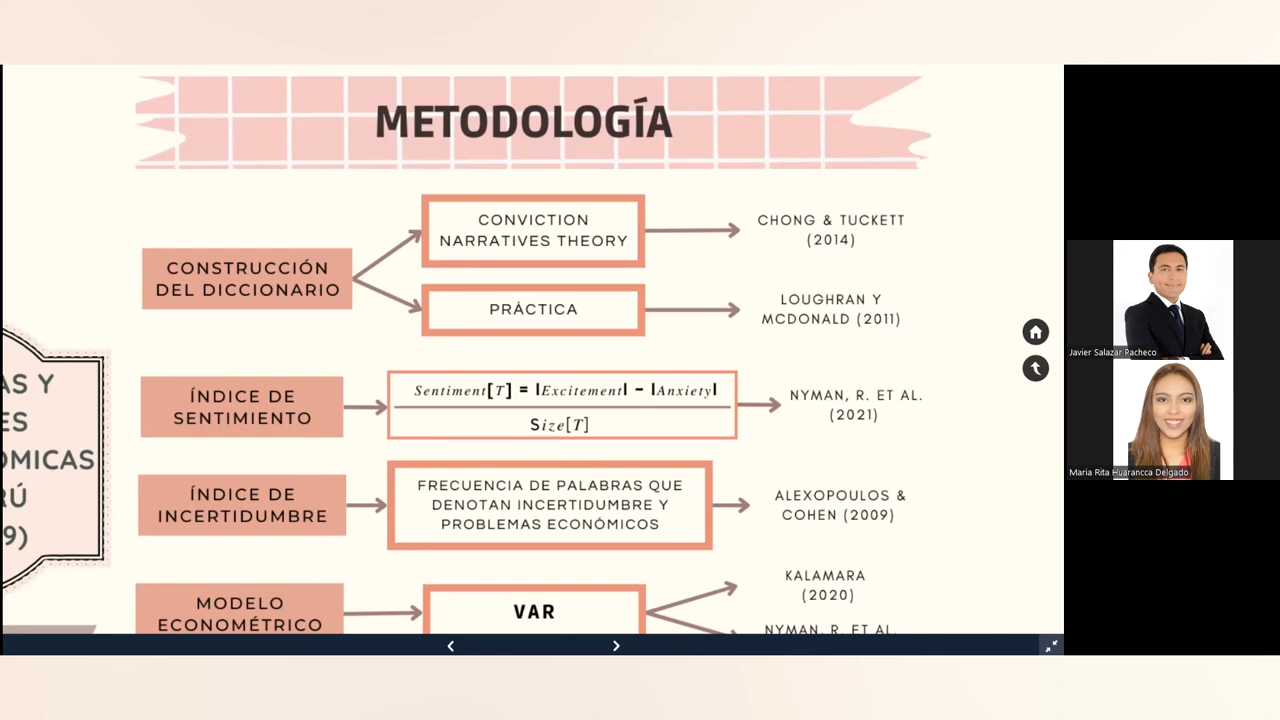 METODOLOGÍA
CONSTRUCCIÓN
DEL DICCIONARIO
CONVICTION
NARRATIVES THEORY
CHONG & TUCKETT
(2014)
PRÁCTICA
LOUGHRAN Y
MCDONALD (2011)
ÍNDICE DE
SENTIMIENTO
Sentiment[T] = |Excitement| - |Anxiety|
Size[T]
NYMAN, R. ET AL.
(2021)
ÍNDICE DE
INCERTIDUMBRE
FRECUENCIA DE PALABRAS QUE
DENOTAN INCERTIDUMBRE Y
PROBLEMAS ECONÓMICOS
ALEXOPOULOS &
COHEN (2009)
MODELO
ECONOMÉTRICO
VAR
KALAMARA
(2020)
NYMAN, R. ET AL.
AS Y
ES
ÓMICAS
RÚ
9)
Javier Salazar Pacheco
Maria Rita Huarancca Delgado